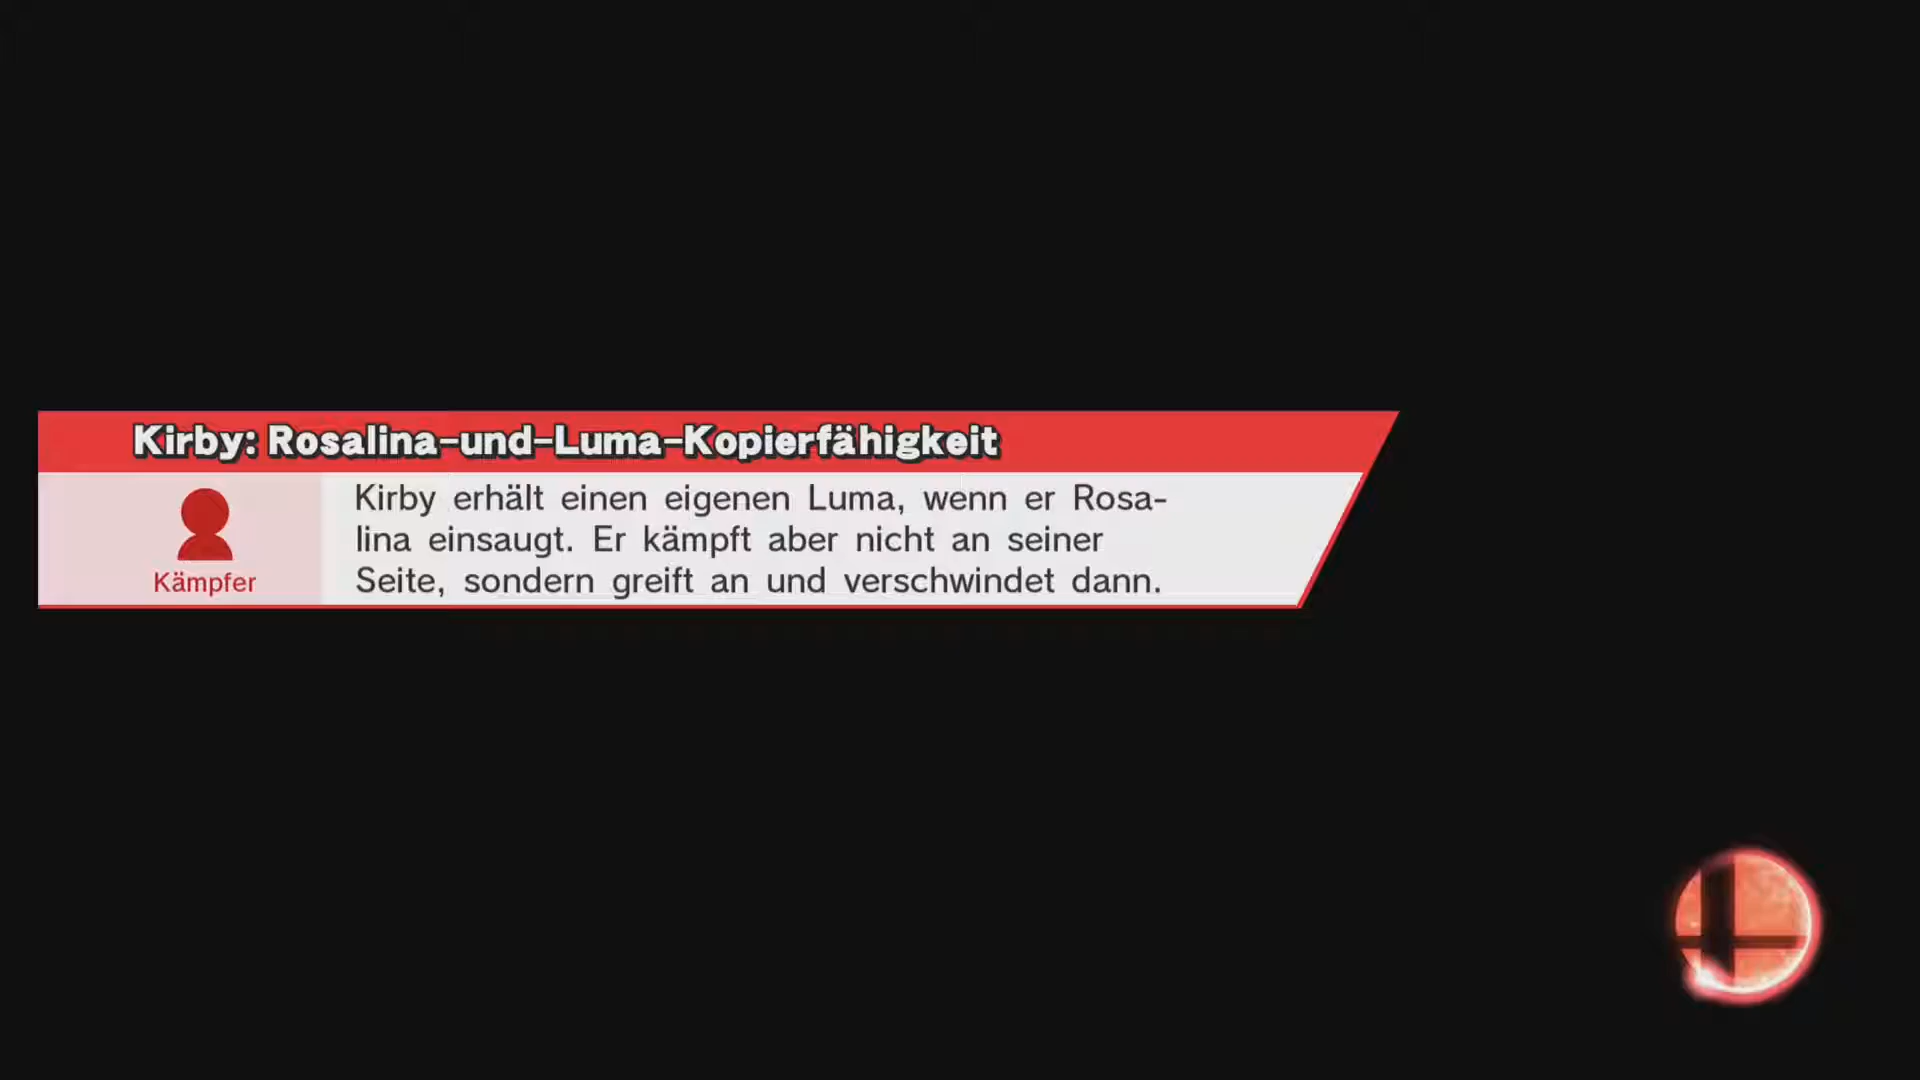 Kirby: Rosalina-und-Luma-Kopierfähigkeit
Kirby erhält einen eigenen Luma, wenn er Rosa-
lina einsaugt. Er kämpft aber nicht an seiner
Seite, sondern greift an und verschwindet dann.
Kämpfer